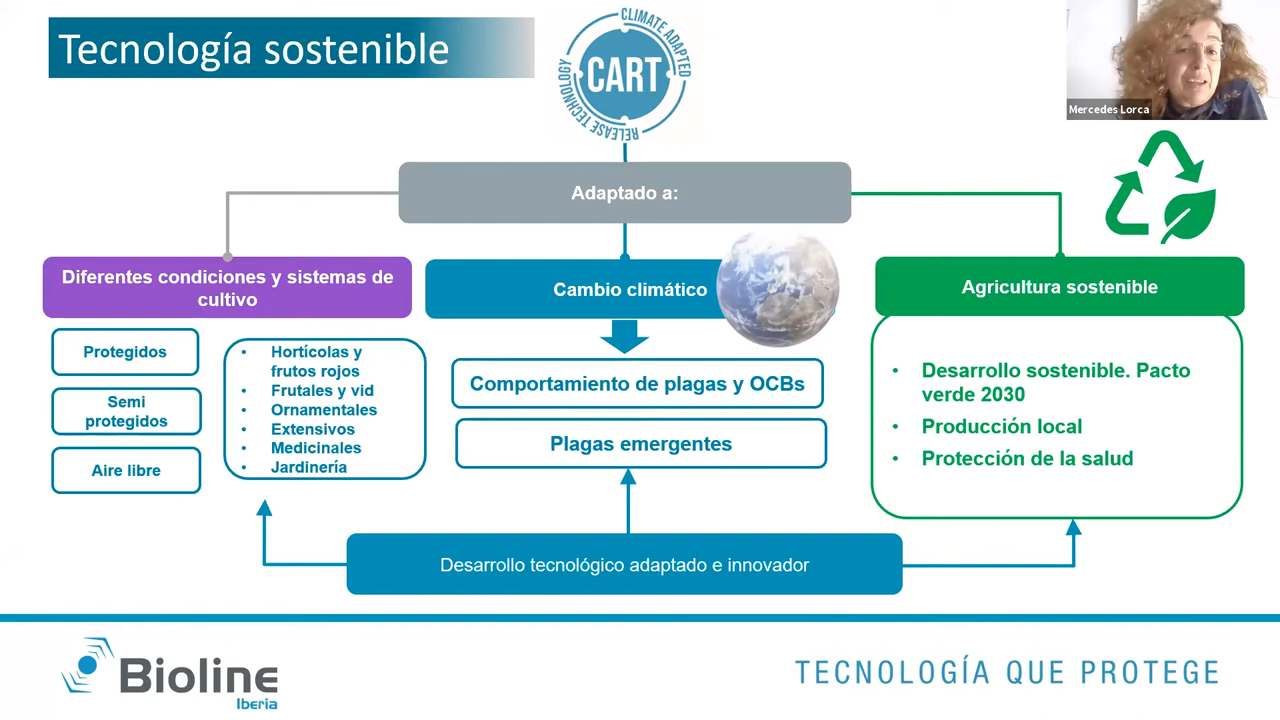 Tecnología sostenible
CLIMATE ADAPTED
RELEASE TECHNOLOGY
CART
Mercedes Lorca
Adaptado a:
Diferentes condiciones y sistemas de
cultivo
Protegidos
Semi
protegidos
Aire libre
• Hortícolas y
frutos rojos
• Frutales y vid
• Ornamentales
• Extensivos
• Medicinales
• Jardinería
Cambio climático
Comportamiento de plagas y OCBs
Plagas emergentes
Agricultura sostenible
• Desarrollo sostenible. Pacto
verde 2030
• Producción local
• Protección de la salud
Desarrollo tecnológico adaptado e innovador
Bioline
Iberia
TECNOLOGÍA QUE PROTEGE